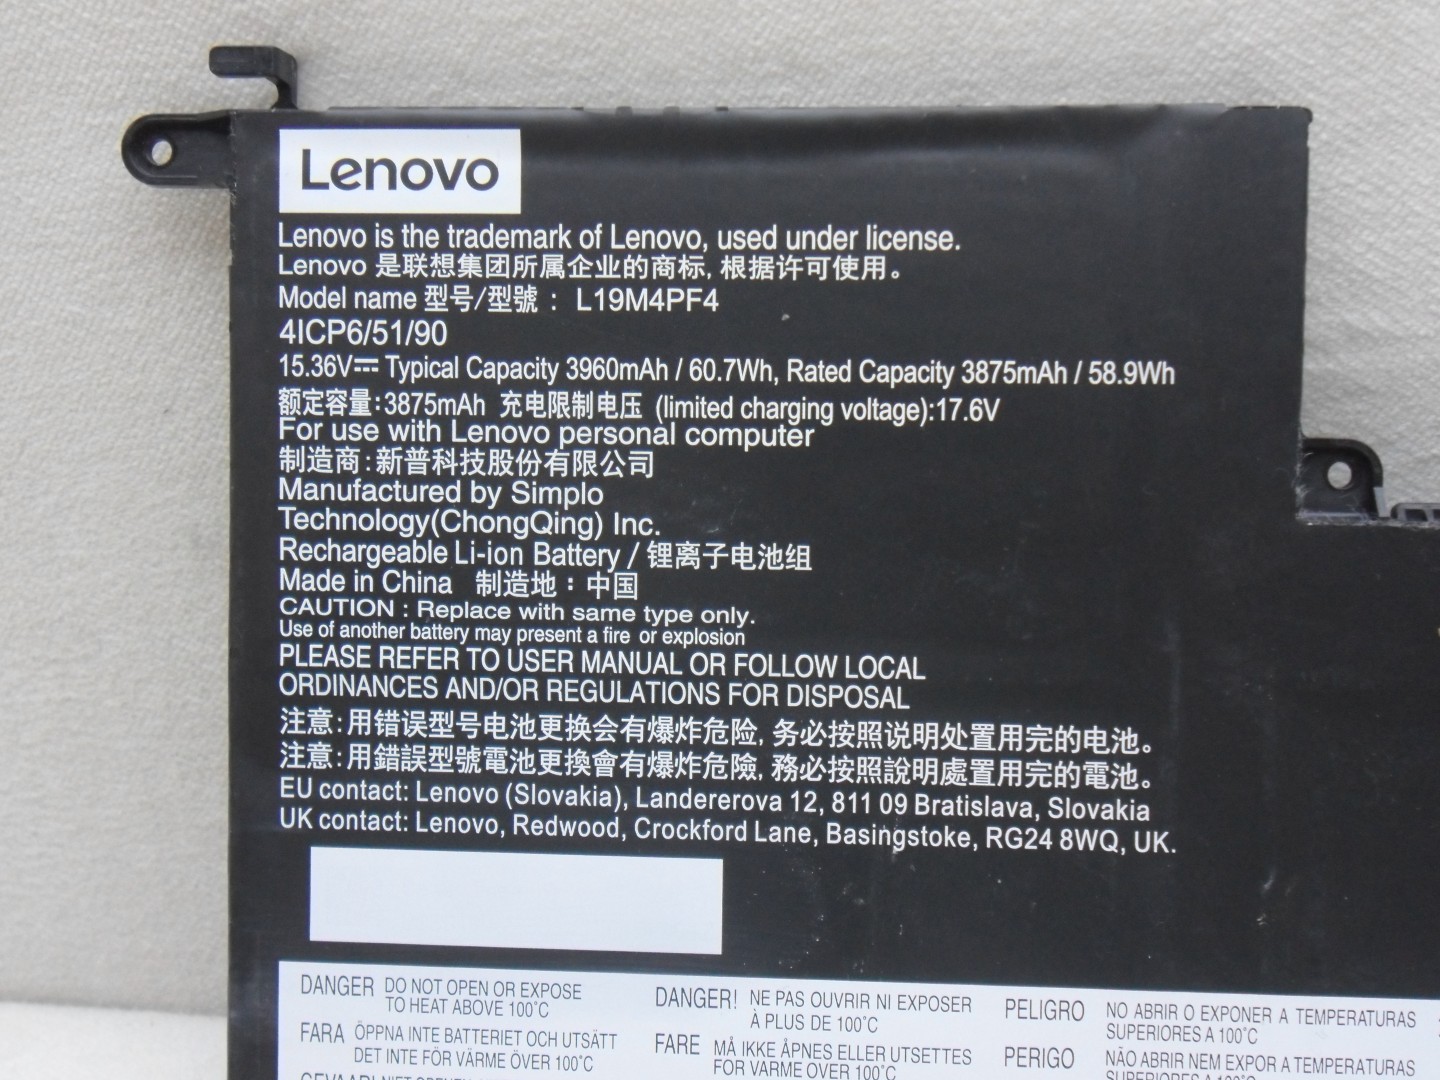 Lenovo
Lenovo is the trademark of Lenovo, used under license.
Lenovo 是联想集团所属企业的商标, 根据许可使用。
Model name 型号/型號 : L19M4PF4
4ICP6/51/90
15.36V⎓ Typical Capacity 3960mAh / 60.7Wh, Rated Capacity 3875mAh / 58.9Wh
额定容量:3875mAh 充电限制电压 (limited charging voltage):17.6V
For use with Lenovo personal computer
制造商:新普科技股份有限公司
Manufactured by Simplo
Technology(ChongQing) Inc.
Rechargeable Li-ion Battery / 锂离子电池组
Made in China 制造地:中国
CAUTION : Replace with same type only.
Use of another battery may present a fire or explosion
PLEASE REFER TO USER MANUAL OR FOLLOW LOCAL
ORDINANCES AND/OR REGULATIONS FOR DISPOSAL
注意:用错误型号电池更换会有爆炸危险, 务必按照说明处置用完的电池。
注意:用錯誤型號電池更換會有爆炸危險, 務必按照說明處置用完的電池。
EU contact: Lenovo (Slovakia), Landererova 12, 811 09 Bratislava, Slovakia
UK contact: Lenovo, Redwood, Crockford Lane, Basingstoke, RG24 8WQ, UK.
DANGER DO NOT OPEN OR EXPOSE
TO HEAT ABOVE 100°C
DANGER! NE PAS OUVRIR NI EXPOSER
À PLUS DE 100°C
PELIGRO NO ABRIR O EXPONER A TEMPERATURAS
SUPERIORES A 100°C
FARA ÖPPNA INTE BATTERIET OCH UTSÄTT
DET INTE FÖR VÄRME ÖVER 100°C
FARE MÅ IKKE ÅPNES ELLER UTSETTES
FOR VARME OVER 100°C
PERIGO NÃO ABRIR NEM EXPOR A TEMPERATURAS
SUPERIORES A 100°C